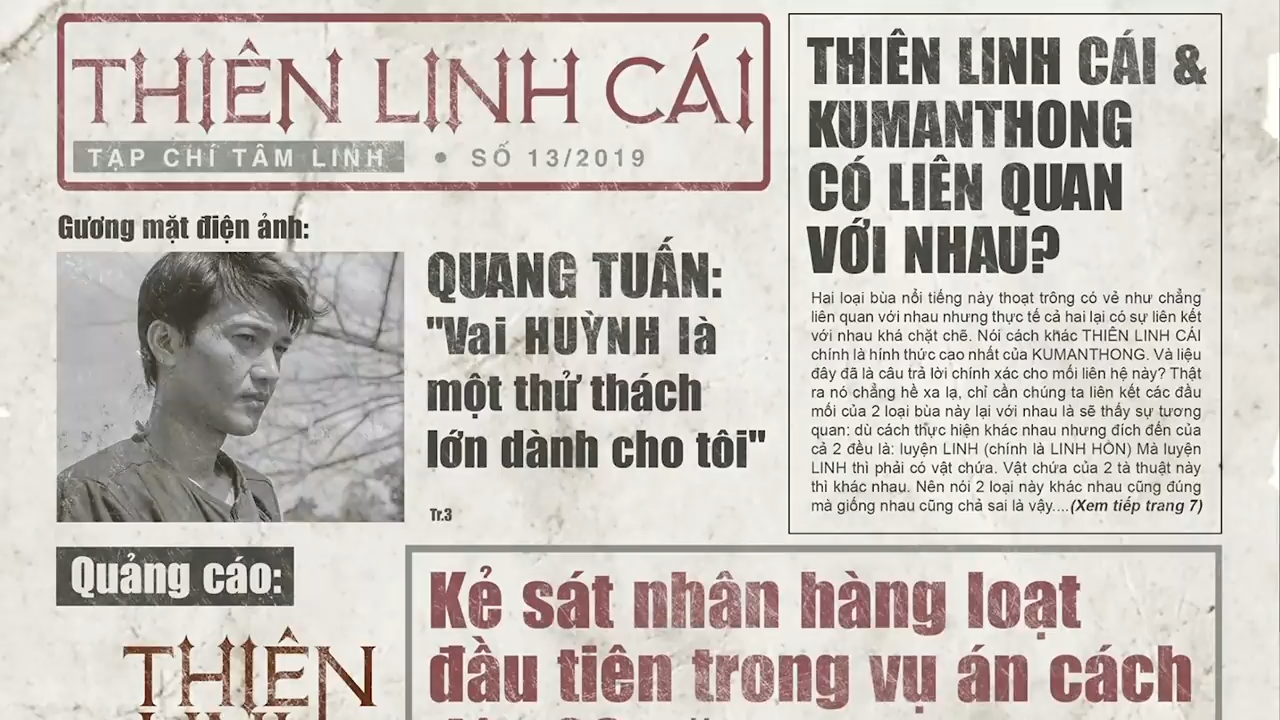 THIÊN LINH CÁI
TẠP CHÍ TÂM LINH • SỐ 13/2019
Gương mặt điện ảnh:
QUANG TUẤN:
"Vai HUỲNH là
một thử thách
lớn dành cho tôi"
Tr.3
THIÊN LINH CÁI &
KUMANTHONG
CÓ LIÊN QUAN
VỚI NHAU?
Hai loại bùa nổi tiếng này thoạt trông có vẻ như chẳng
liên quan với nhau nhưng thực tế cả hai lại có sự liên kết
với nhau khá chặt chẽ. Nói cách khác THIÊN LINH CÁI
chính là hính thức cao nhất của KUMANTHONG. Và liệu
đây đã là câu trả lời chính xác cho mối liên hệ này? Thật
ra nó chẳng hề xa lạ, chỉ cần chúng ta liên kết các đầu
mối của 2 loại bùa này lại với nhau là sẽ thấy sự tương
quan: dù cách thực hiện khác nhau nhưng đích đến của
cả 2 đều là: luyện LINH (chính là LINH HỒN) Mà luyện
LINH thì phải có vật chứa. Vật chứa của 2 tà thuật này
thì khác nhau. Nên nói 2 loại này khác nhau cũng đúng
mà giống nhau cũng chả sai là vậy....(Xem tiếp trang 7)
Quảng cáo:
THIÊN
Kẻ sát nhân hàng loạt
đầu tiên trong vụ án cách